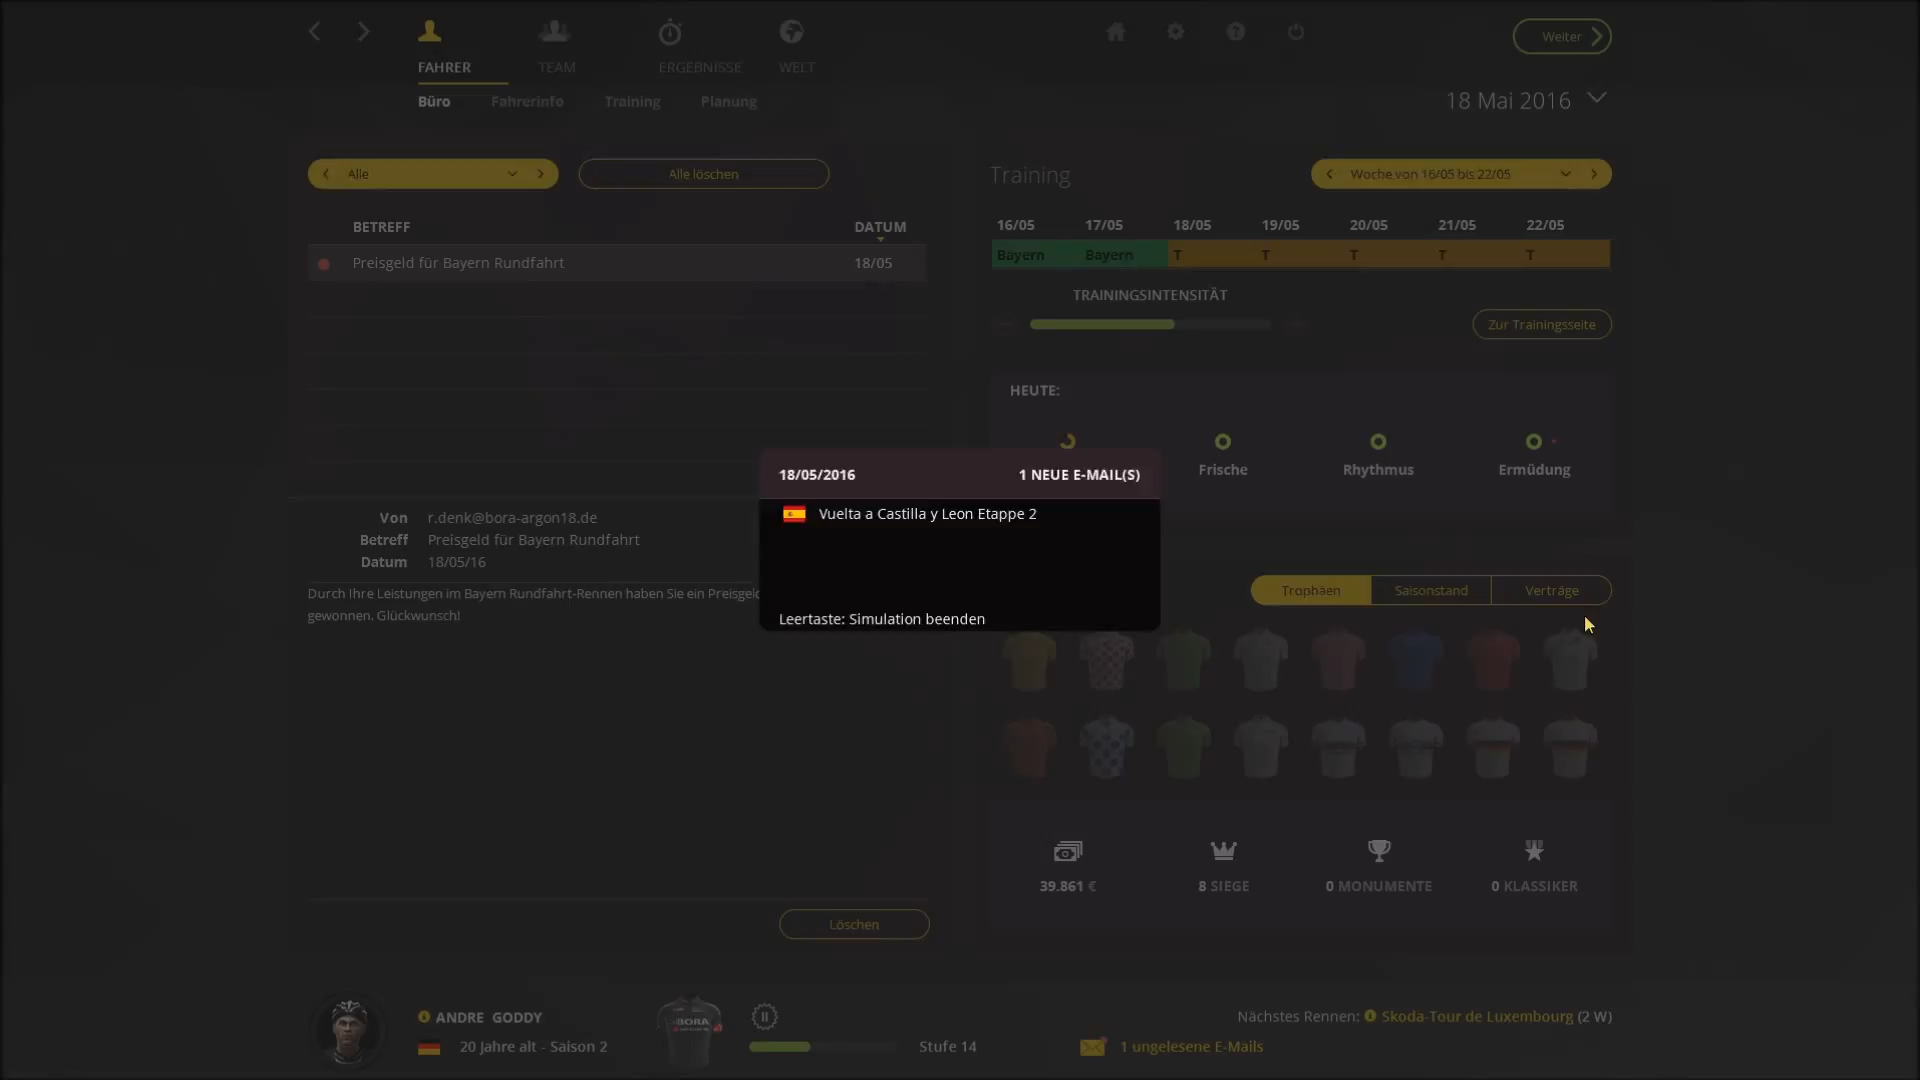 FAHRER
TEAM
ERGEBNISSE
WELT
Weiter
Büro
Fahrerinfo
Training
Planung
18 Mai 2016
Alle
Alle löschen
Training
Woche von 16/05 bis 22/05
BETREFF
DATUM
Preisgeld für Bayern Rundfahrt
18/05
16/05 17/05 18/05 19/05 20/05 21/05 22/05
Bayern Bayern T T T T T
TRAININGSINTENSITÄT
Zur Trainingsseite
HEUTE:
Frische
Rhythmus
Ermüdung
18/05/2016
1 NEUE E-MAIL(S)
Vuelta a Castilla y Leon Etappe 2
Leertaste: Simulation beenden
Von r.denk@bora-argon18.de
Betreff Preisgeld für Bayern Rundfahrt
Datum 18/05/16
Durch Ihre Leistungen im Bayern Rundfahrt-Rennen haben Sie ein
gewonnen. Glückwunsch!
Trophäen
Saisonstand
Verträge
39.861 €
8 SIEGE
0 MONUMENTE
0 KLASSIKER
Löschen
ANDRE GODDY
20 Jahre alt - Saison 2
BORA
II
Stufe 14
Nächstes Rennen: Skoda-Tour de Luxembourg (2 W)
1 ungelesene E-Mails